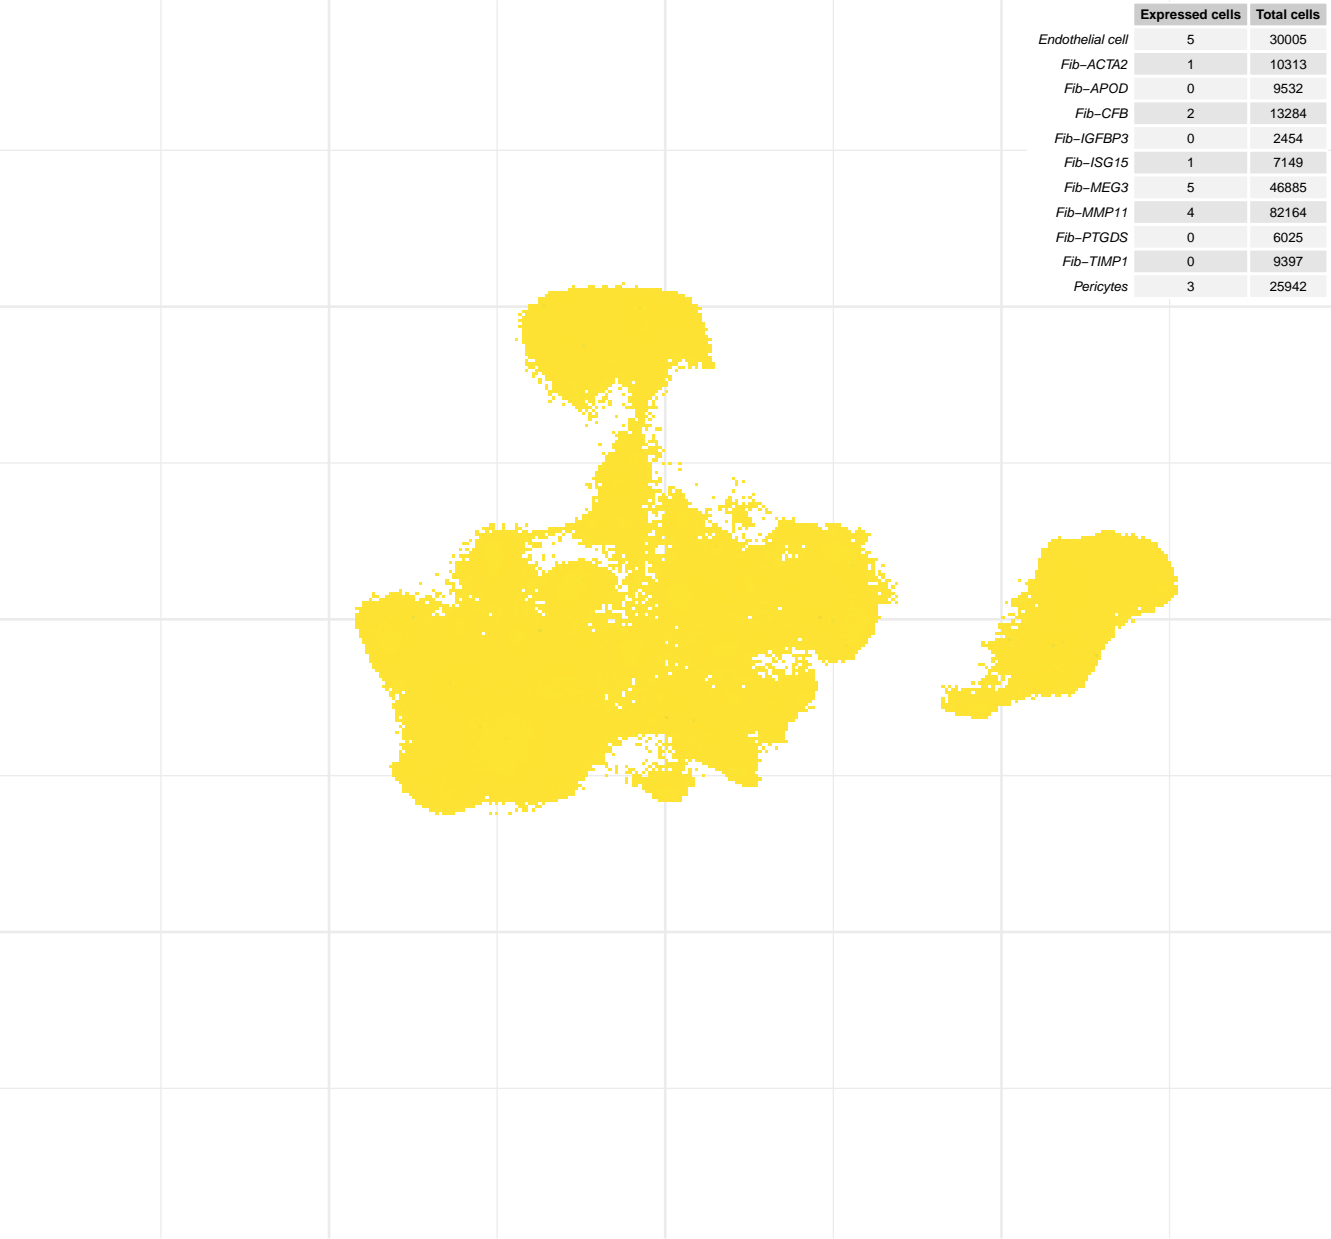 Expressed cells Total cells
Endothelial cell 5 30005
Fib−ACTA2 1 10313
Fib−APOD 0 9532
Fib−CFB 2 13284
Fib−IGFBP3 0 2454
Fib−ISG15 1 7149
Fib−MEG3 5 46885
Fib−MMP11 4 82164
Fib−PTGDS 0 6025
Fib−TIMP1 0 9397
Pericytes 3 25942